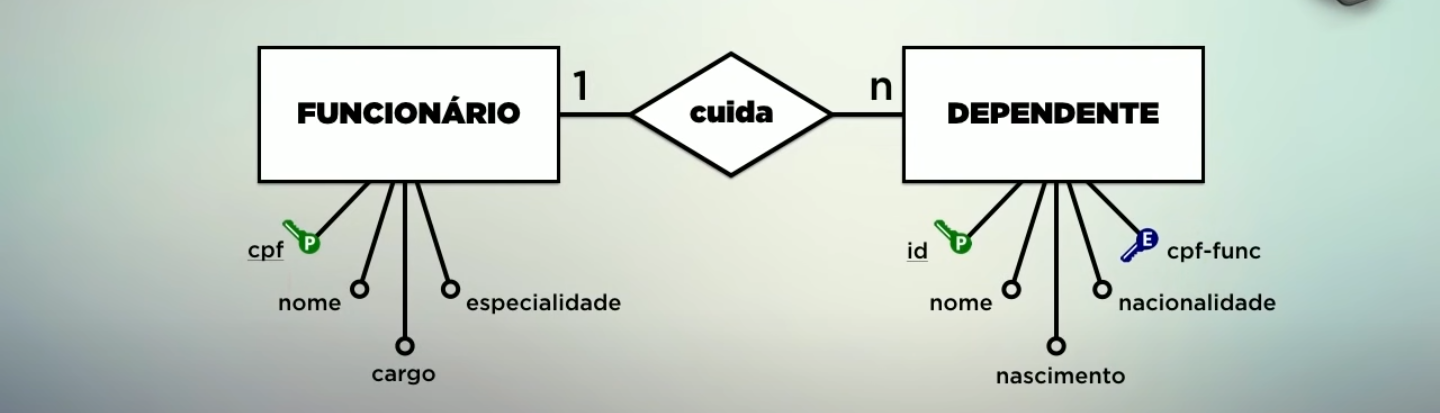 FUNCIONÁRIO
1
cuida
n
DEPENDENTE
P
cpf
nome
cargo
especialidade
P
id
nome
nascimento
nacionalidade
E
cpf-func